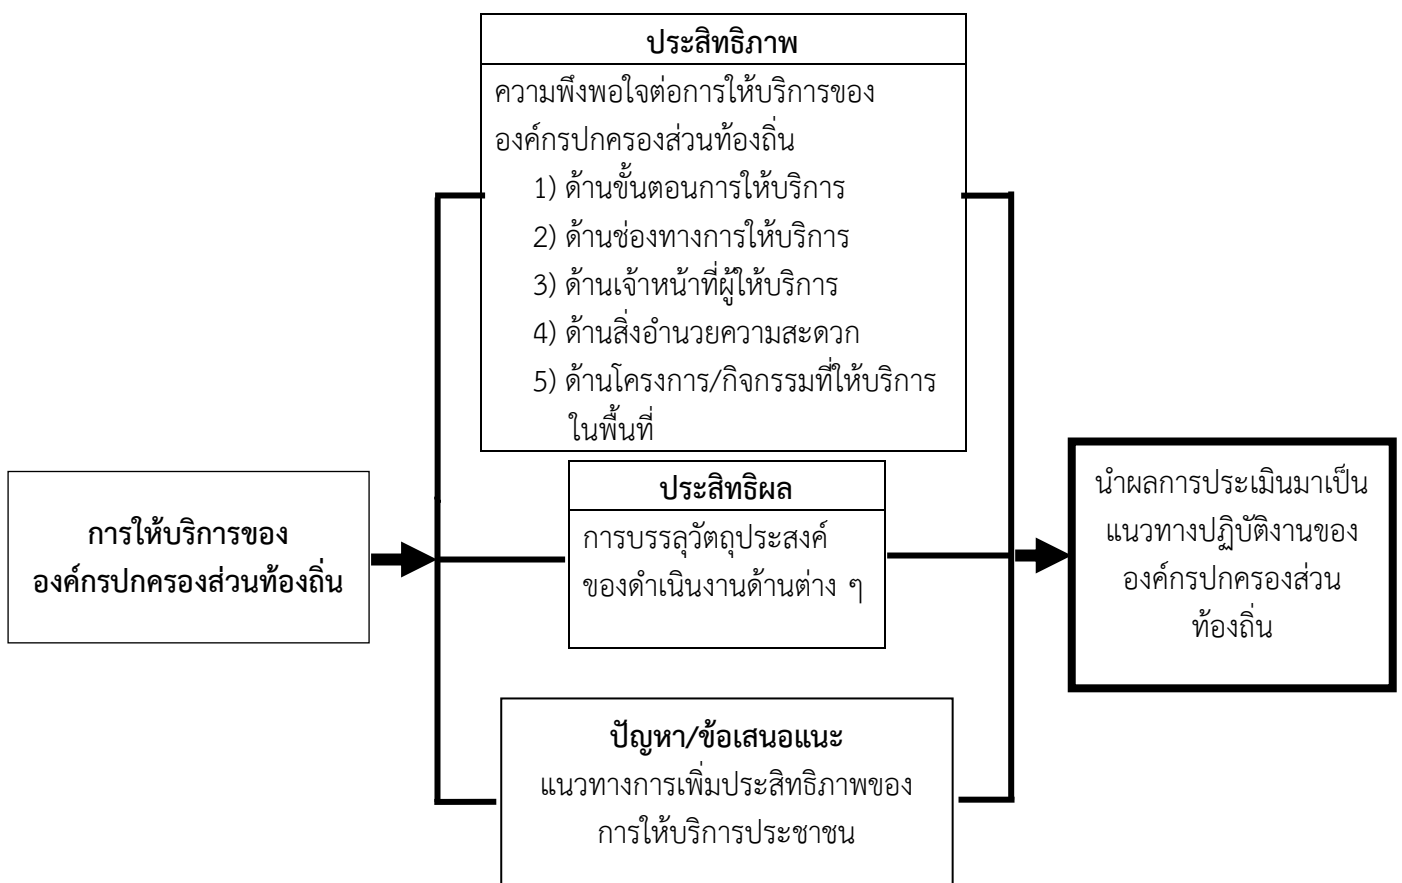 การให้บริการของ
องค์กรปกครองส่วนท้องถิ่น
ประสิทธิภาพ
ความพึงพอใจต่อการให้บริการของ
องค์กรปกครองส่วนท้องถิ่น
1) ด้านขั้นตอนการให้บริการ
2) ด้านช่องทางการให้บริการ
3) ด้านเจ้าหน้าที่ผู้ให้บริการ
4) ด้านสิ่งอำนวยความสะดวก
5) ด้านโครงการ/กิจกรรมที่ให้บริการ
ในพื้นที่
ประสิทธิผล
การบรรลุวัตถุประสงค์
ของดำเนินงานด้านต่าง ๆ
ปัญหา/ข้อเสนอแนะ
แนวทางการเพิ่มประสิทธิภาพของ
การให้บริการประชาชน
นำผลการประเมินมาเป็น
แนวทางปฏิบัติงานของ
องค์กรปกครองส่วน
ท้องถิ่น